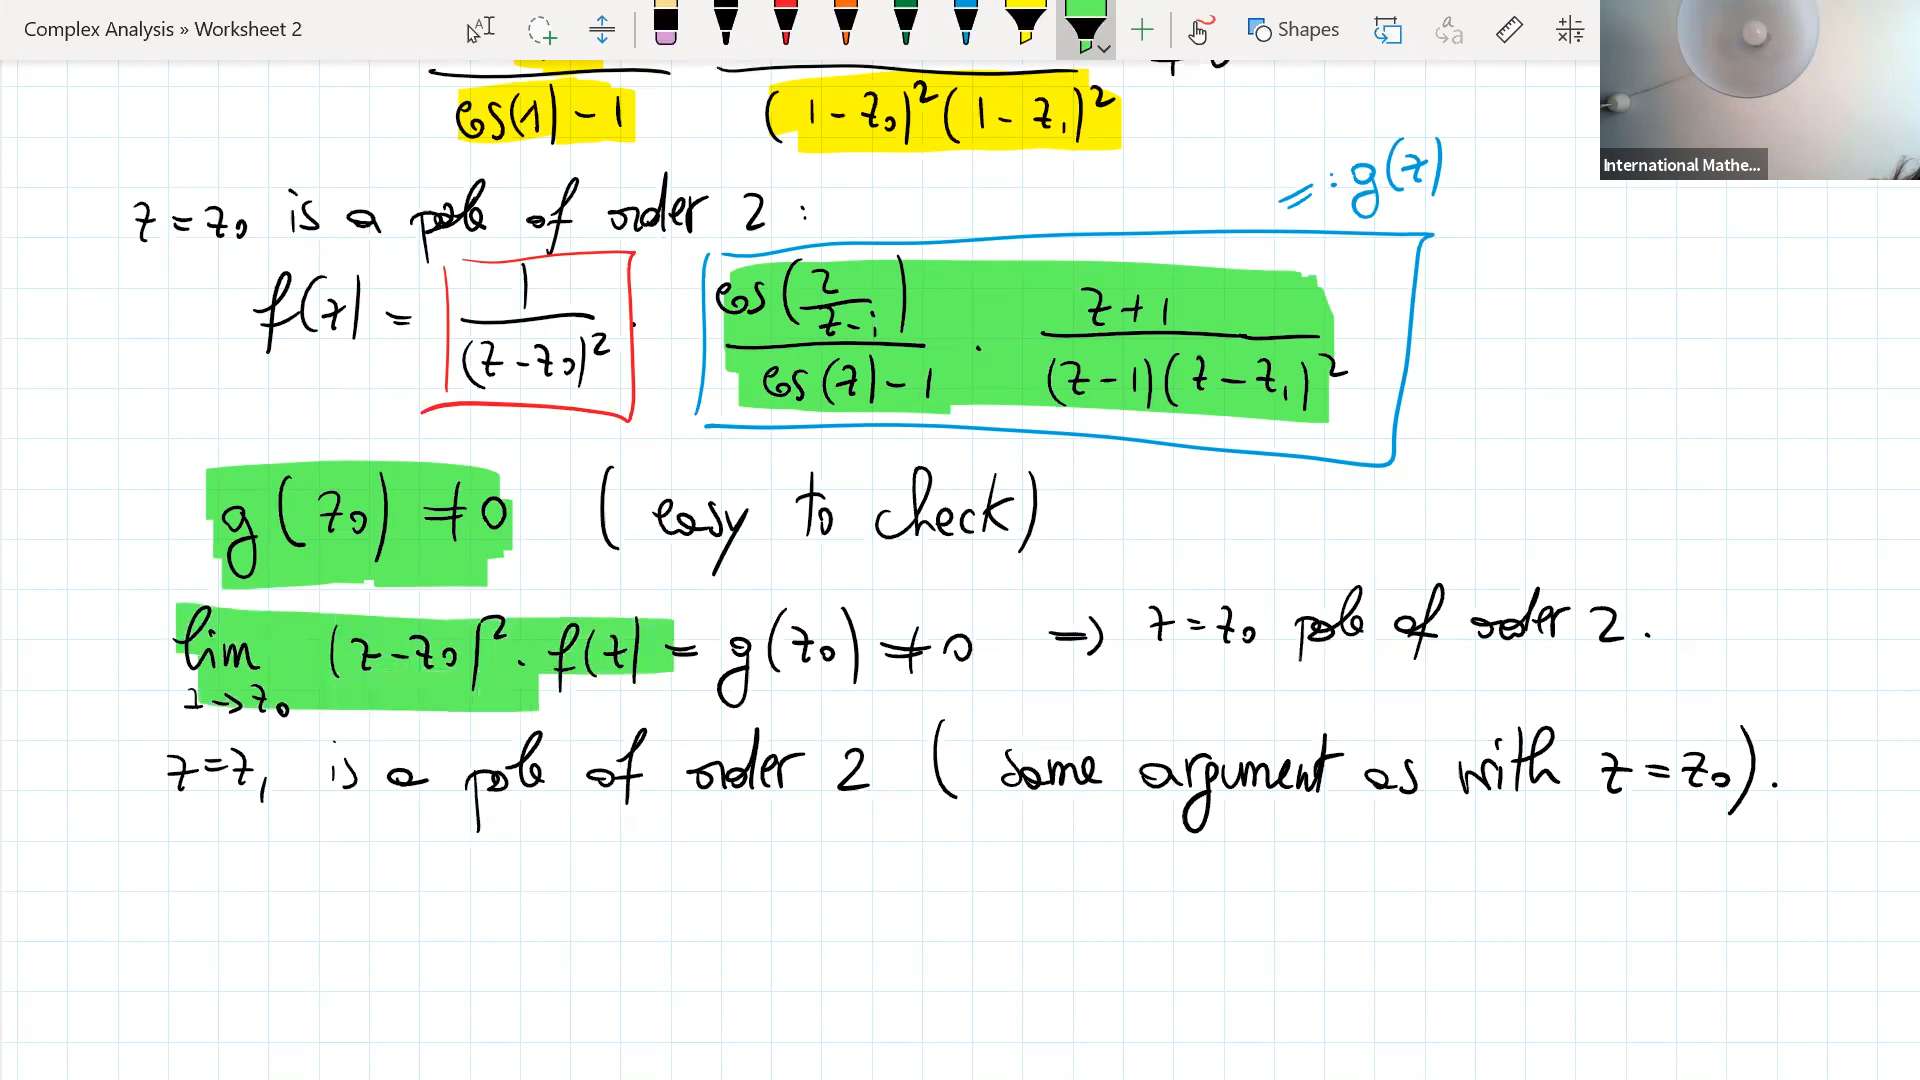 Complex Analysis » Worksheet 2
Shapes
International Mathe...
cos(1) - 1    (1 - z₀)² (1 - z₁)²    ≠ 0
z = z₀ is a pole of order 2 :
=: g(z)
f(z) = 1/(z - z₀)² · cos(2/(z - i))/(cos(z) - 1) · (z + 1)/((z - 1)(z - z₁)²)
g(z₀) ≠ 0 (easy to check)
lim z→z₀ (z - z₀)² · f(z) = g(z₀) ≠ 0 ⇒ z = z₀ pole of order 2.
z = z₁ is a pole of order 2 (same argument as with z = z₀).